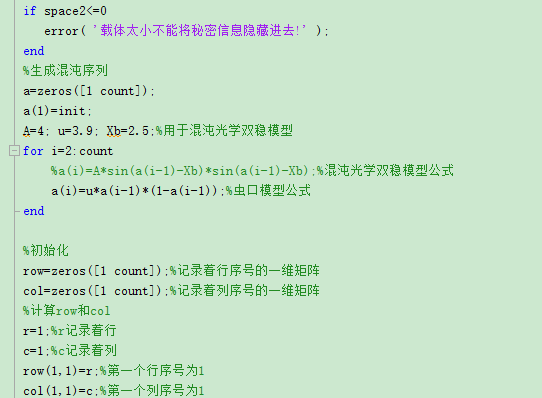 if space2<=0
error( '载体太小不能将秘密信息隐藏进去!' );
end
%生成混沌序列
a=zeros([1 count]);
a(1)=init;
A=4; u=3.9; Xb=2.5;%用于混沌光学双稳模型
for i=2:count
%a(i)=A*sin(a(i-1)-Xb)*sin(a(i-1)-Xb);%混沌光学双稳模型公式
a(i)=u*a(i-1)*(1-a(i-1));%虫口模型公式
end
%初始化
row=zeros([1 count]);%记录着行序号的一维矩阵
col=zeros([1 count]);%记录着列序号的一维矩阵
%计算row和col
r=1;%r记录着行
c=1;%c记录着列
row(1,1)=r;%第一个行序号为1
col(1,1)=c;%第一个列序号为1